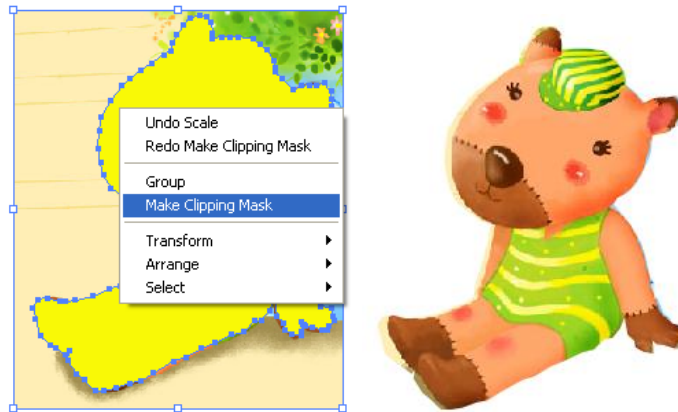 Undo Scale
Redo Make Clipping Mask
Group
Make Clipping Mask
Transform
Arrange
Select